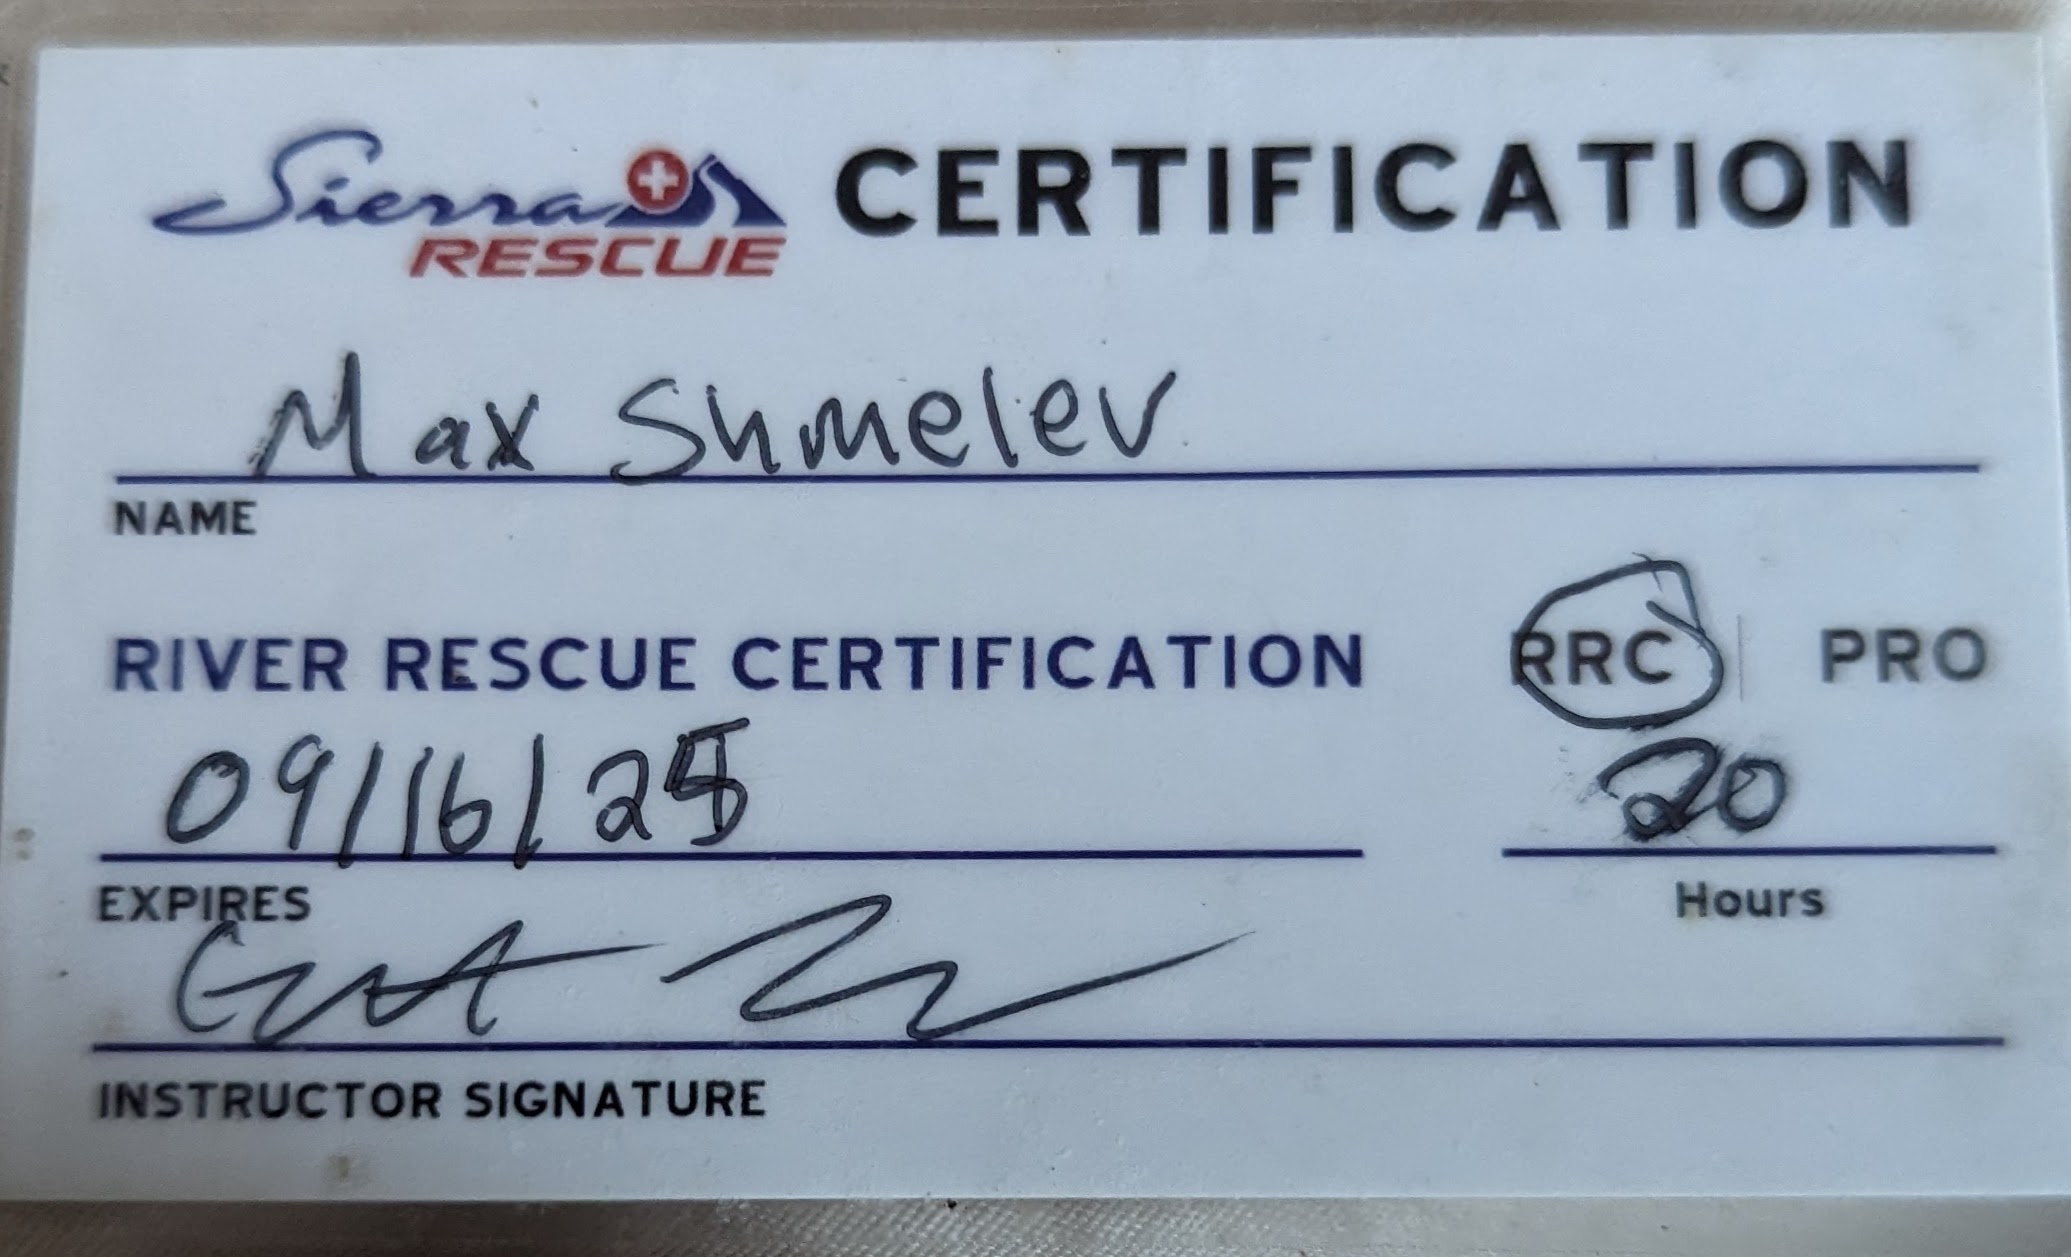 Sierra RESCUE CERTIFICATION
Max Shmelev
NAME
RIVER RESCUE CERTIFICATION RRC | PRO
09/16/25 20
EXPIRES Hours
INSTRUCTOR SIGNATURE